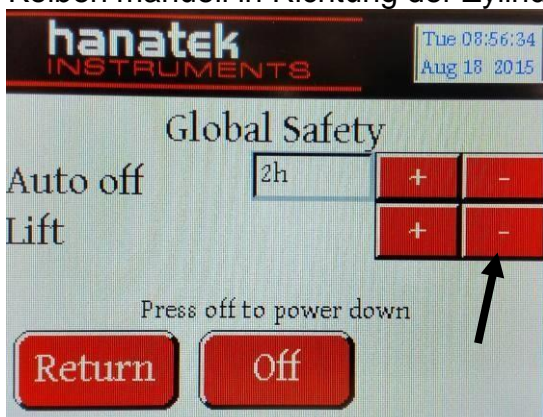 hanatek
INSTRUMENTS
Tue 08:56:34
Aug 18 2015
Global Safety
Auto off 2h + -
Lift + -
Press off to power down
Return Off